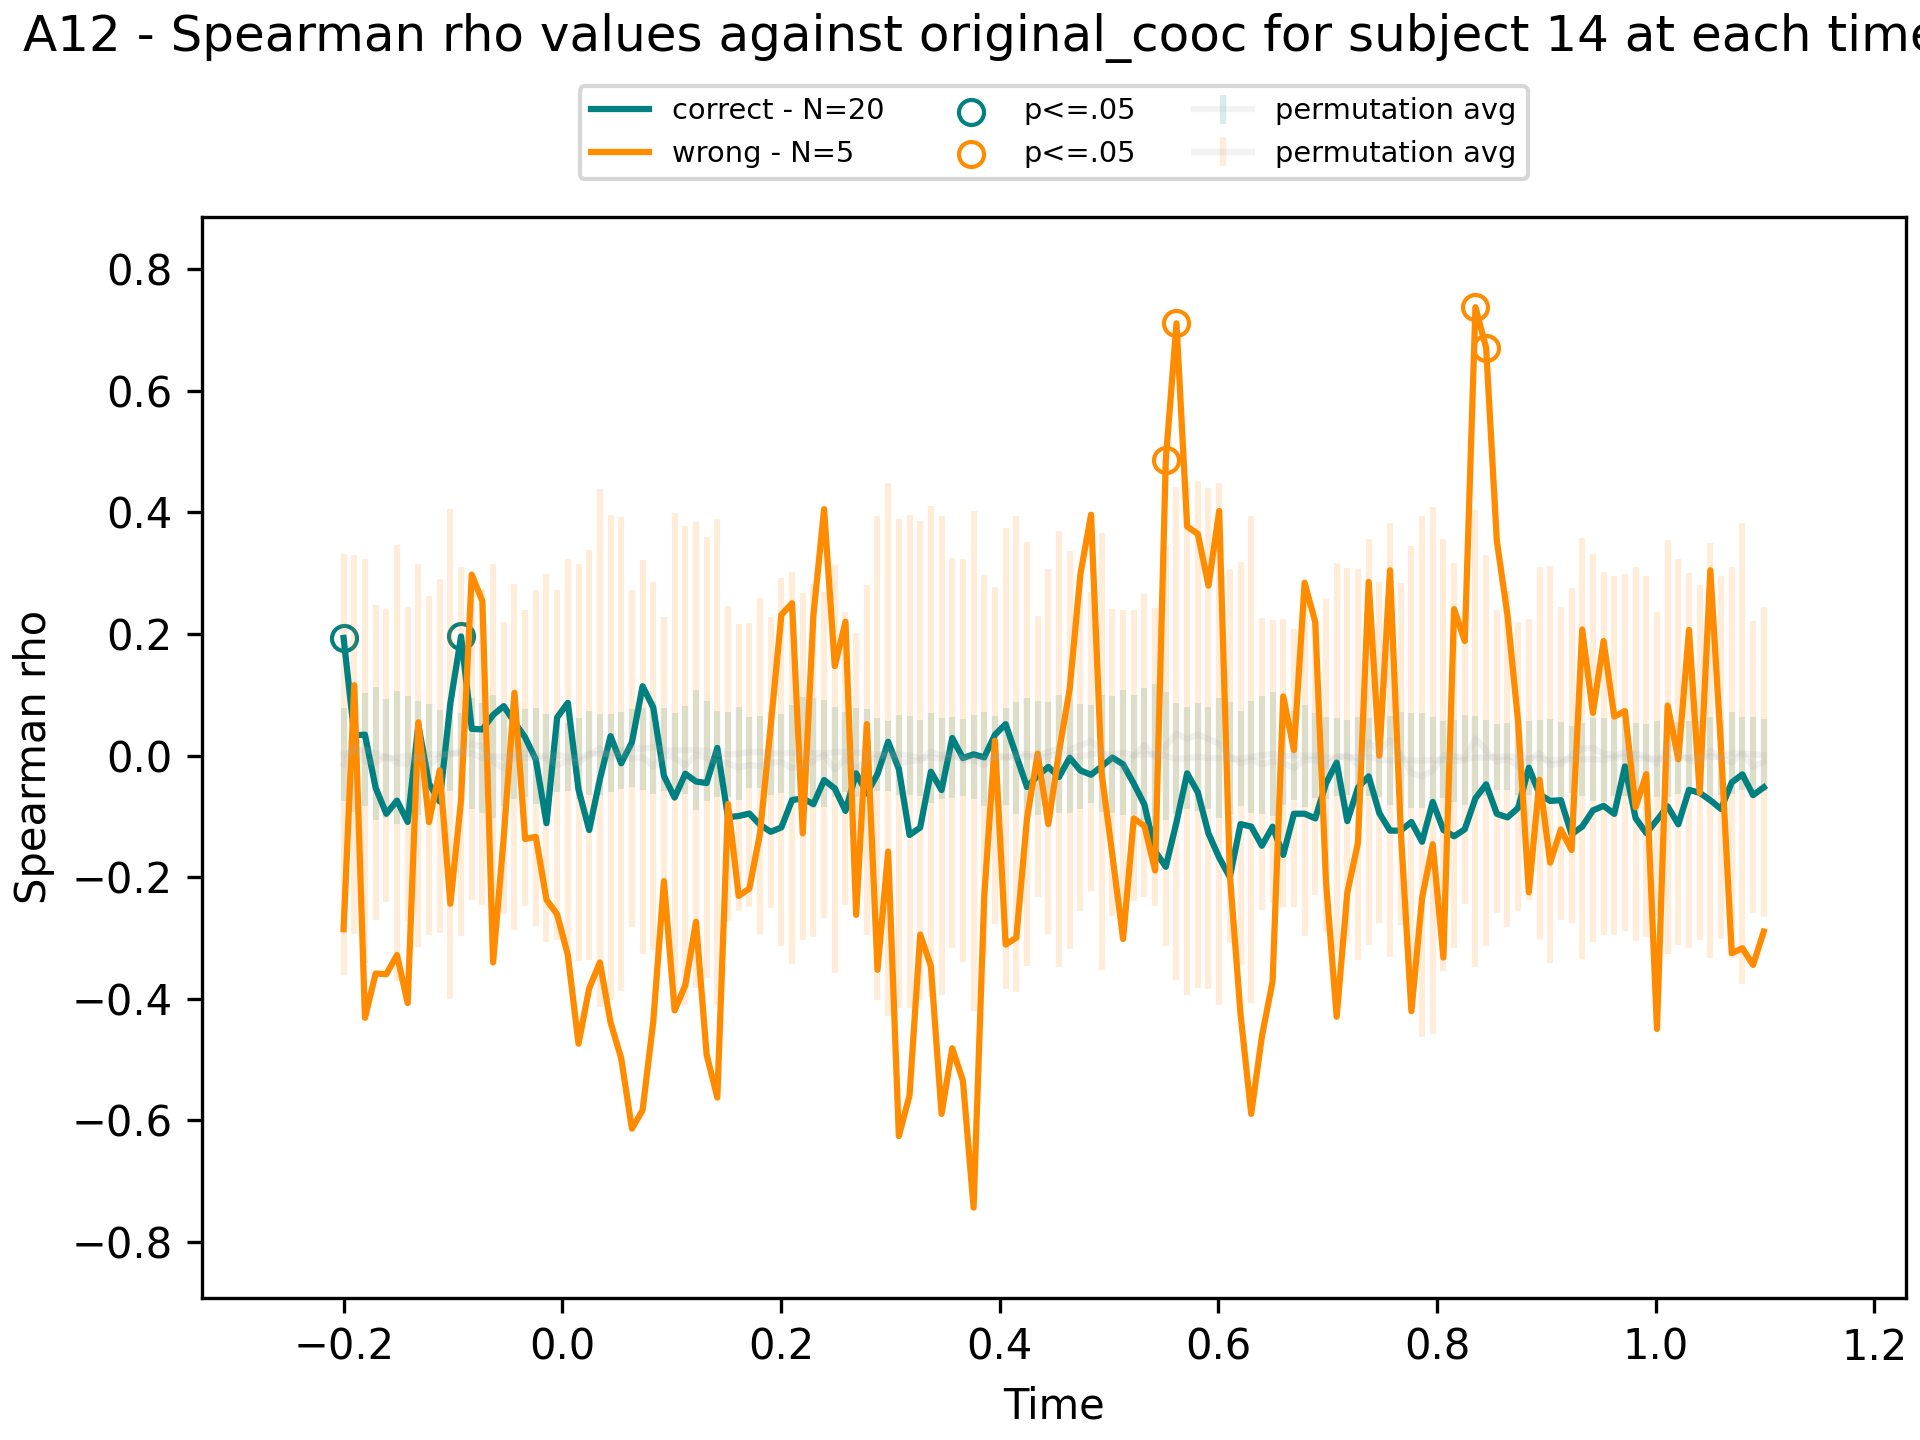 A12 - Spearman rho values against original_cooc for subject 14 at each time
correct - N=20
wrong - N=5
p<=.05
p<=.05
permutation avg
permutation avg
Spearman rho
0.8
0.6
0.4
0.2
0.0
−0.2
−0.4
−0.6
−0.8
−0.2
0.0
0.2
0.4
0.6
0.8
1.0
1.2
Time